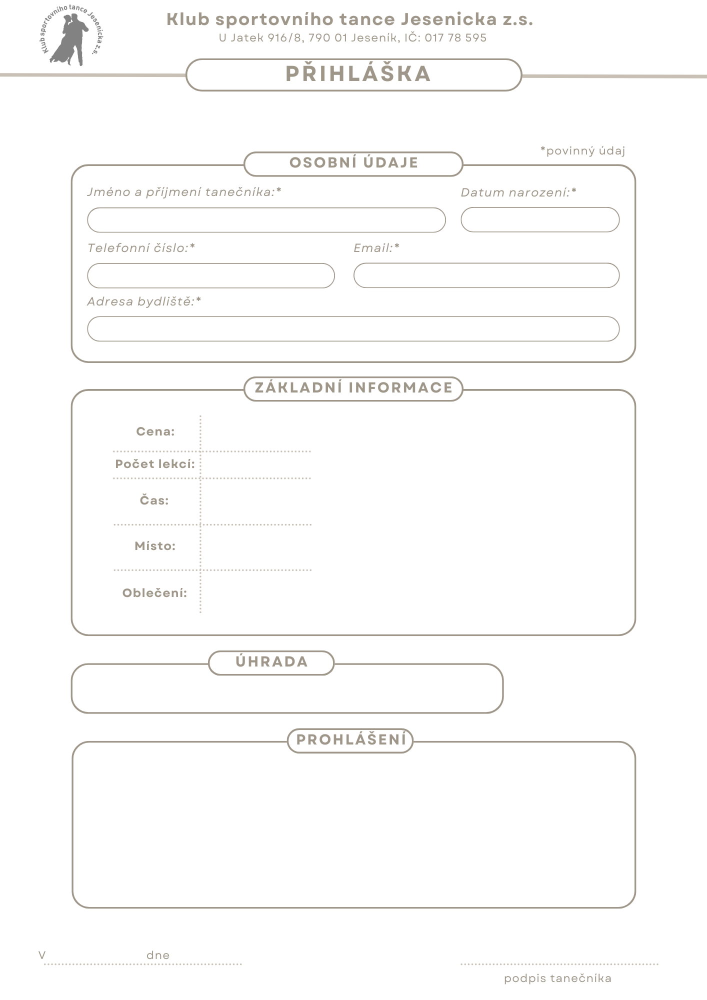 Klub sportovního tance Jesenicka z.s.
Klub sportovního tance Jesenicka z.s.
U Jatek 916/8, 790 01 Jeseník, IČ: 017 78 595
PŘIHLÁŠKA
*povinný údaj
OSOBNÍ ÚDAJE
Jméno a příjmení tanečníka:* Datum narození:*
Telefonní číslo:* Email:*
Adresa bydliště:*
ZÁKLADNÍ INFORMACE
Cena:
Počet lekcí:
Čas:
Místo:
Oblečení:
ÚHRADA
PROHLÁŠENÍ
V dne
podpis tanečníka